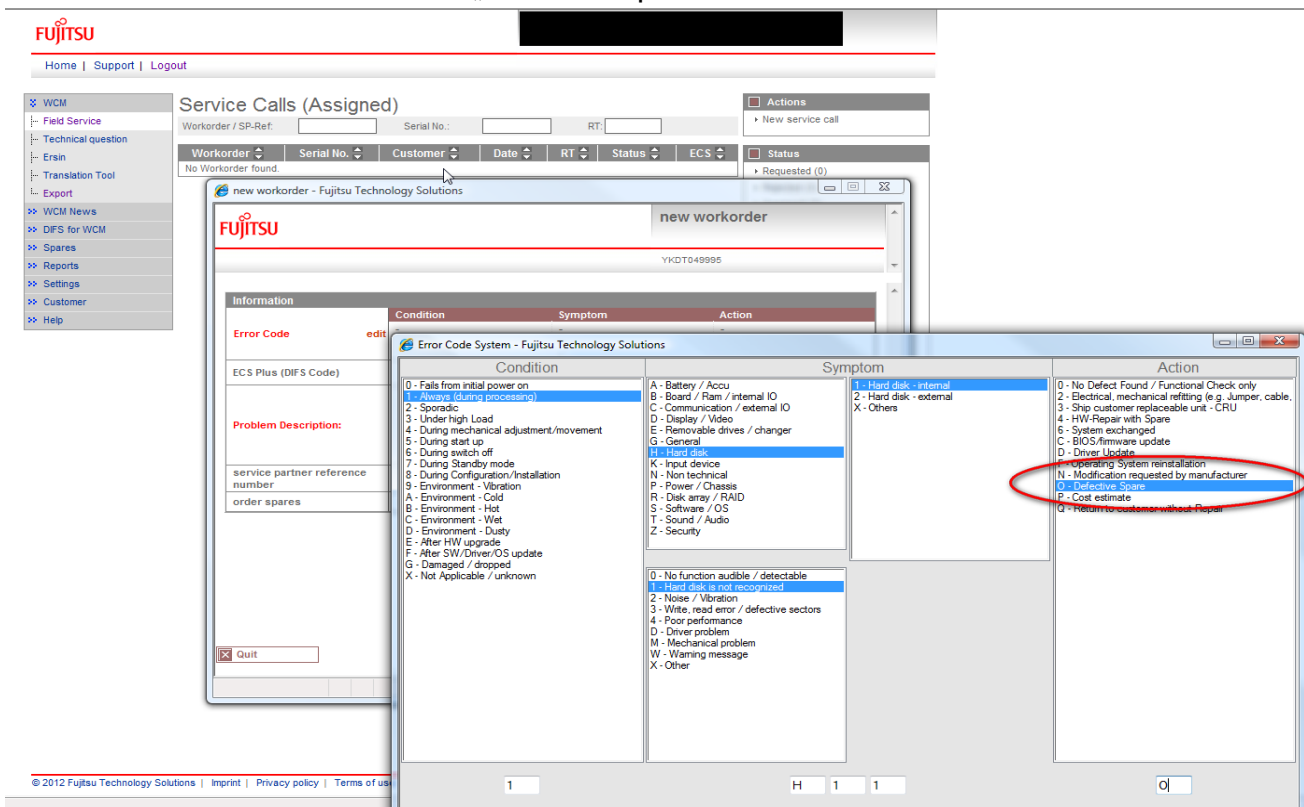 FUJITSU
Home | Support | Logout
WCM
Field Service
Technical question
Ersin
Translation Tool
Export
WCM News
DIFS for WCM
Spares
Reports
Settings
Customer
Help
Service Calls (Assigned)
Workorder / SP-Ref: Serial No.: RT:
Workorder Serial No. Customer Date RT Status ECS
No Workorder found.
Actions
New service call
Status
Requested (0)
new workorder - Fujitsu Technology Solutions
FUJITSU
new workorder
YKDT049995
Information
Condition Symptom Action
Error Code edit
ECS Plus (DIFS Code)
Problem Description:
service partner reference
number
order spares
Quit
Error Code System - Fujitsu Technology Solutions
Condition
0 - Fails from initial power on
1 - Always (during processing)
2 - Sporadic
3 - Under high Load
4 - During mechanical adjustment/movement
5 - During start up
6 - During switch off
7 - During Standby mode
8 - During Configuration/Installation
9 - Environment - Vibration
A - Environment - Cold
B - Environment - Hot
C - Environment - Wet
D - Environment - Dusty
E - After HW upgrade
F - After SW/Driver/OS update
G - Damaged / dropped
X - Not Applicable / unknown
Symptom
A - Battery / Accu
B - Board / Ram / internal IO
C - Communication / external IO
D - Display / Video
E - Removable drives / changer
G - General
H - Hard disk
K - Input device
N - Non technical
P - Power / Chassis
R - Disk array / RAID
S - Software / OS
T - Sound / Audio
Z - Security
1 - Hard disk - internal
2 - Hard disk - external
X - Others
0 - No function audible / detectable
1 - Hard disk is not recognized
2 - Noise / Vibration
3 - Write, read error / defective sectors
4 - Poor performance
D - Driver problem
M - Mechanical problem
W - Warning message
X - Other
Action
0 - No Defect Found / Functional Check only
2 - Electrical, mechanical refitting (e.g. Jumper, cable,
3 - Ship customer replaceable unit - CRU
4 - HW-Repair with Spare
6 - System exchanged
C - BIOS/firmware update
D - Driver Update
F - Operating System reinstallation
N - Modification requested by manufacturer
O - Defective Spare
P - Cost estimate
Q - Return to customer without Repair
1 H 1 1 O
© 2012 Fujitsu Technology Solutions | Imprint | Privacy policy | Terms of use